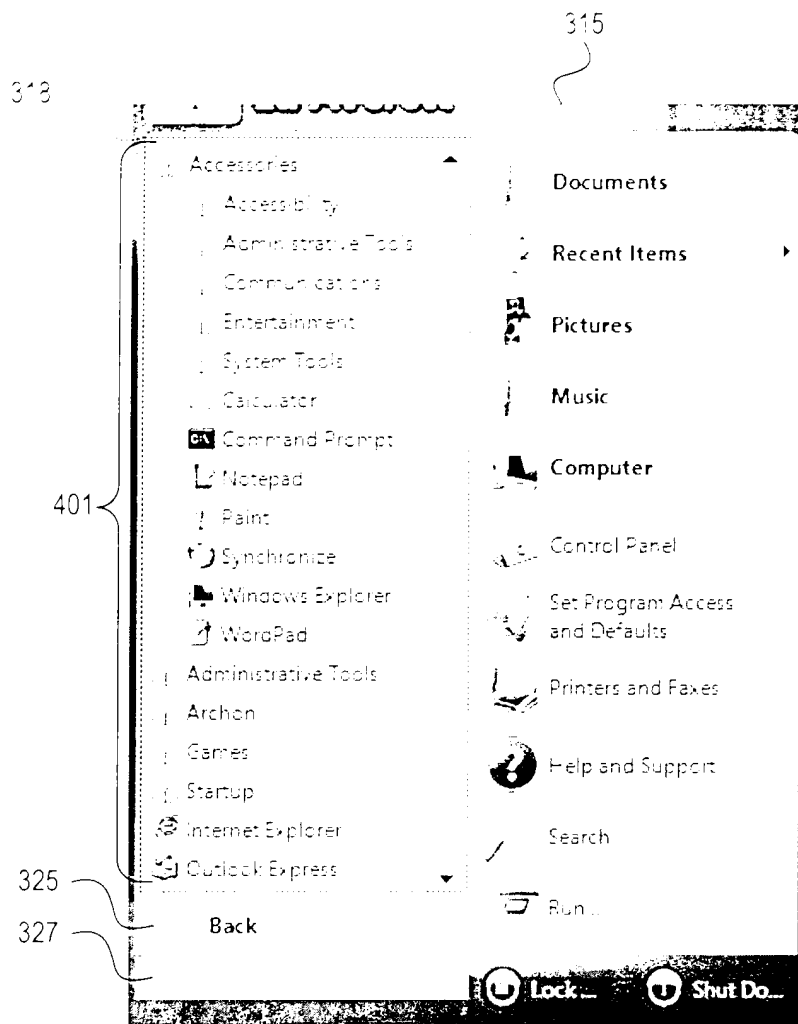 315
318
Accessories
Accessibility
Administrative Tools
Communications
Entertainment
System Tools
Calculator
Command Prompt
Notepad
Paint
Synchronize
Windows Explorer
WordPad
Administrative Tools
Archon
Games
Startup
Internet Explorer
Outlook Express
401
325
Back
327
Documents
Recent Items
Pictures
Music
Computer
Control Panel
Set Program Access
and Defaults
Printers and Faxes
Help and Support
Search
Run...
Lock ...
Shut Do...